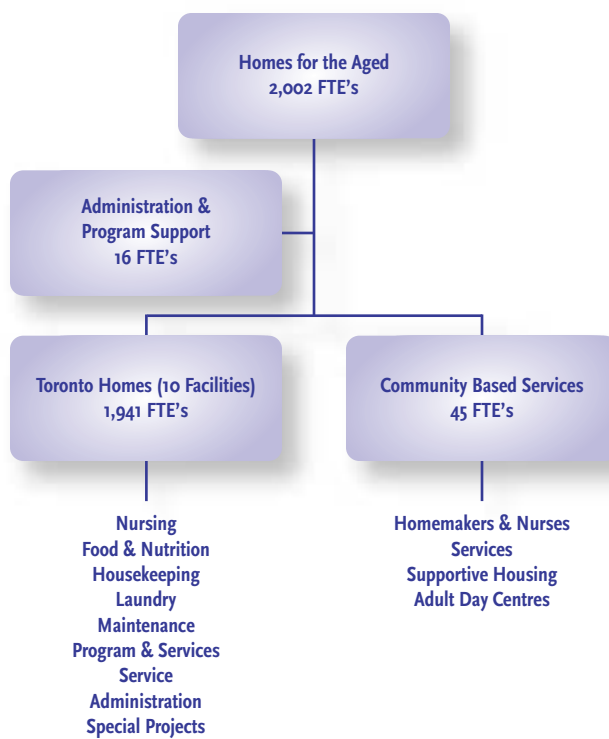 Homes for the Aged
2,002 FTE's
Administration &
Program Support
16 FTE's
Toronto Homes (10 Facilities)
1,941 FTE's
Community Based Services
45 FTE's
Nursing
Food & Nutrition
Housekeeping
Laundry
Maintenance
Program & Services
Service
Administration
Special Projects
Homemakers & Nurses
Services
Supportive Housing
Adult Day Centres